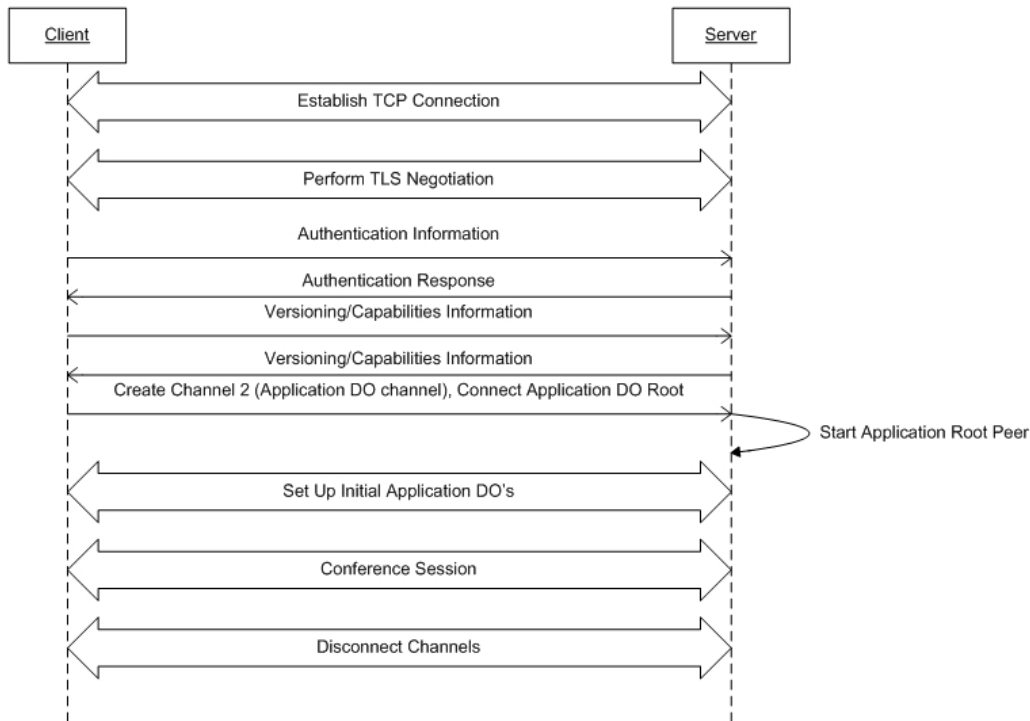 Client
Server
Establish TCP Connection
Perform TLS Negotiation
Authentication Information
Authentication Response
Versioning/Capabilities Information
Versioning/Capabilities Information
Create Channel 2 (Application DO channel), Connect Application DO Root
Start Application Root Peer
Set Up Initial Application DO's
Conference Session
Disconnect Channels